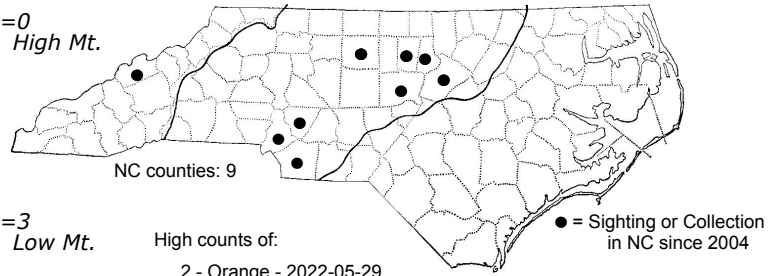 =0
High Mt.
NC counties: 9
=3
Low Mt.
High counts of:
2 - Orange - 2022-05-29
● = Sighting or Collection
in NC since 2004